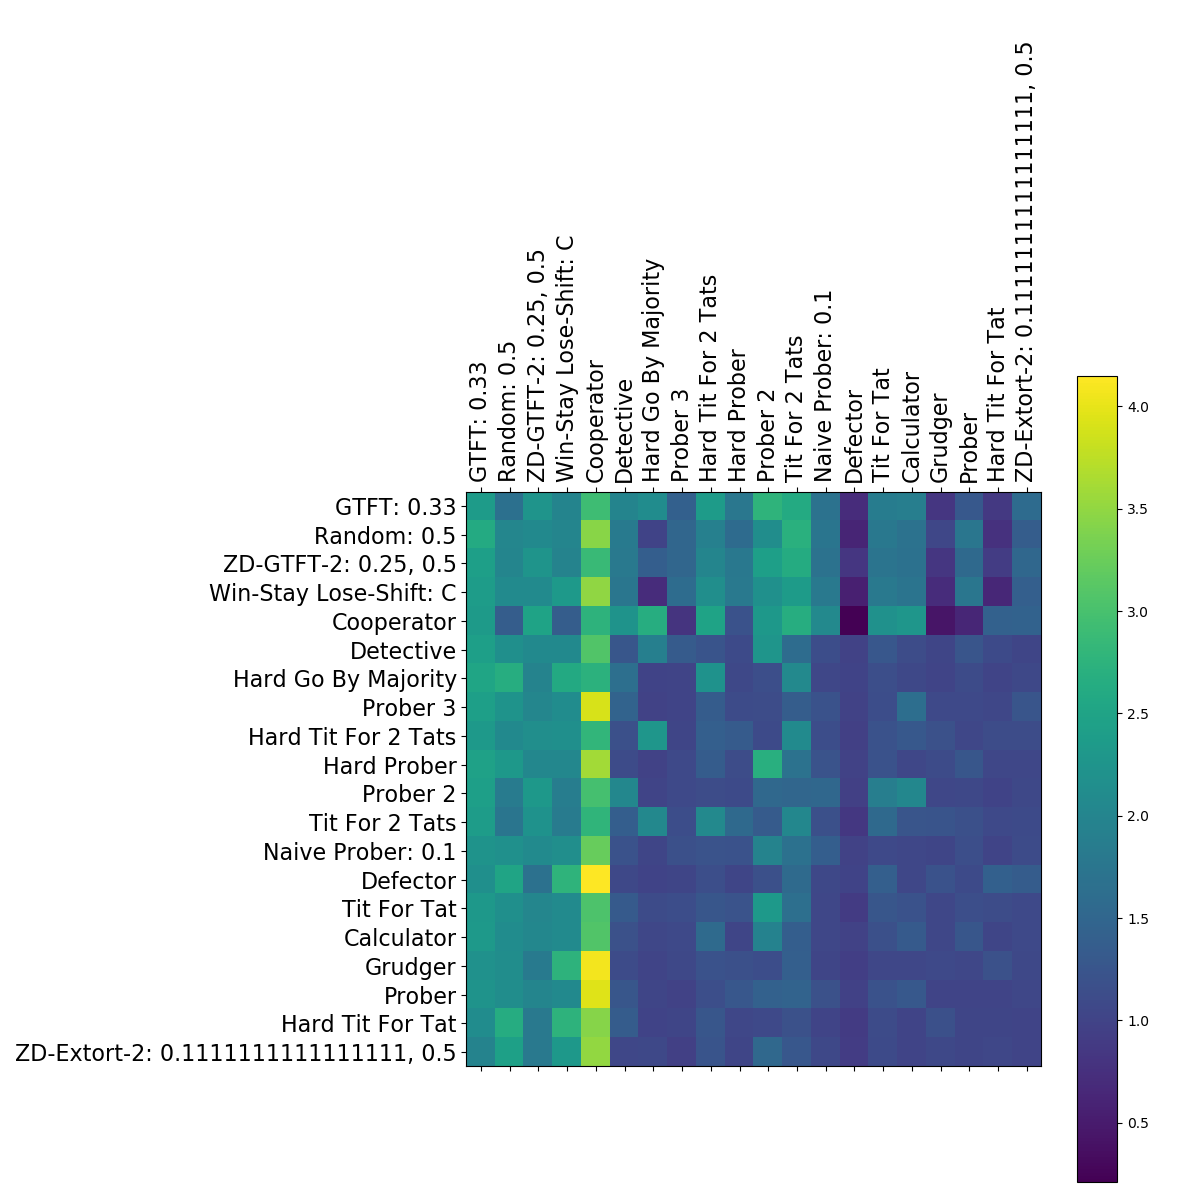 GTFT: 0.33
Random: 0.5
ZD-GTFT-2: 0.25, 0.5
Win-Stay Lose-Shift: C
Cooperator
Detective
Hard Go By Majority
Prober 3
Hard Tit For 2 Tats
Hard Prober
Prober 2
Tit For 2 Tats
Naive Prober: 0.1
Defector
Tit For Tat
Calculator
Grudger
Prober
Hard Tit For Tat
ZD-Extort-2: 0.1111111111111111, 0.5
GTFT: 0.33
Random: 0.5
ZD-GTFT-2: 0.25, 0.5
Win-Stay Lose-Shift: C
Cooperator
Detective
Hard Go By Majority
Prober 3
Hard Tit For 2 Tats
Hard Prober
Prober 2
Tit For 2 Tats
Naive Prober: 0.1
Defector
Tit For Tat
Calculator
Grudger
Prober
Hard Tit For Tat
ZD-Extort-2: 0.1111111111111111, 0.5
4.0
3.5
3.0
2.5
2.0
1.5
1.0
0.5